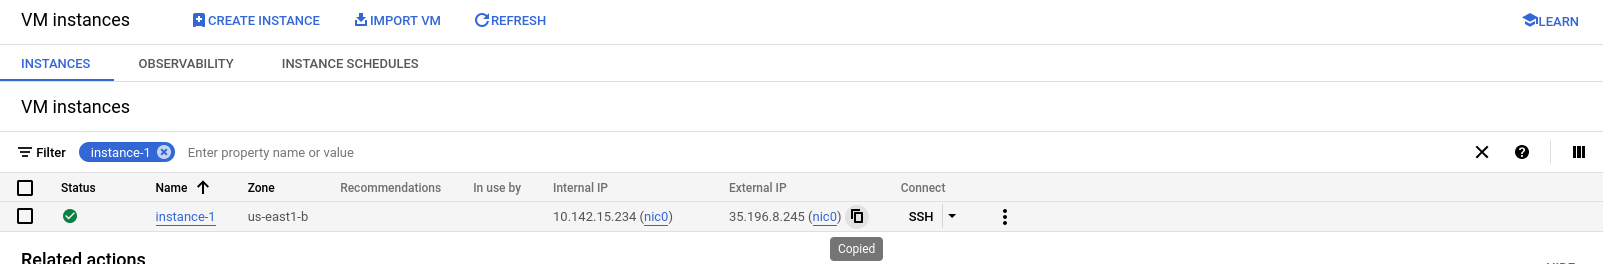 VM instances CREATE INSTANCE IMPORT VM REFRESH LEARN
INSTANCES OBSERVABILITY INSTANCE SCHEDULES
VM instances
Filter instance-1 Enter property name or value
Status Name Zone Recommendations In use by Internal IP External IP Connect
instance-1 us-east1-b 10.142.15.234 (nic0) 35.196.8.245 (nic0) SSH
Copied
Related actions